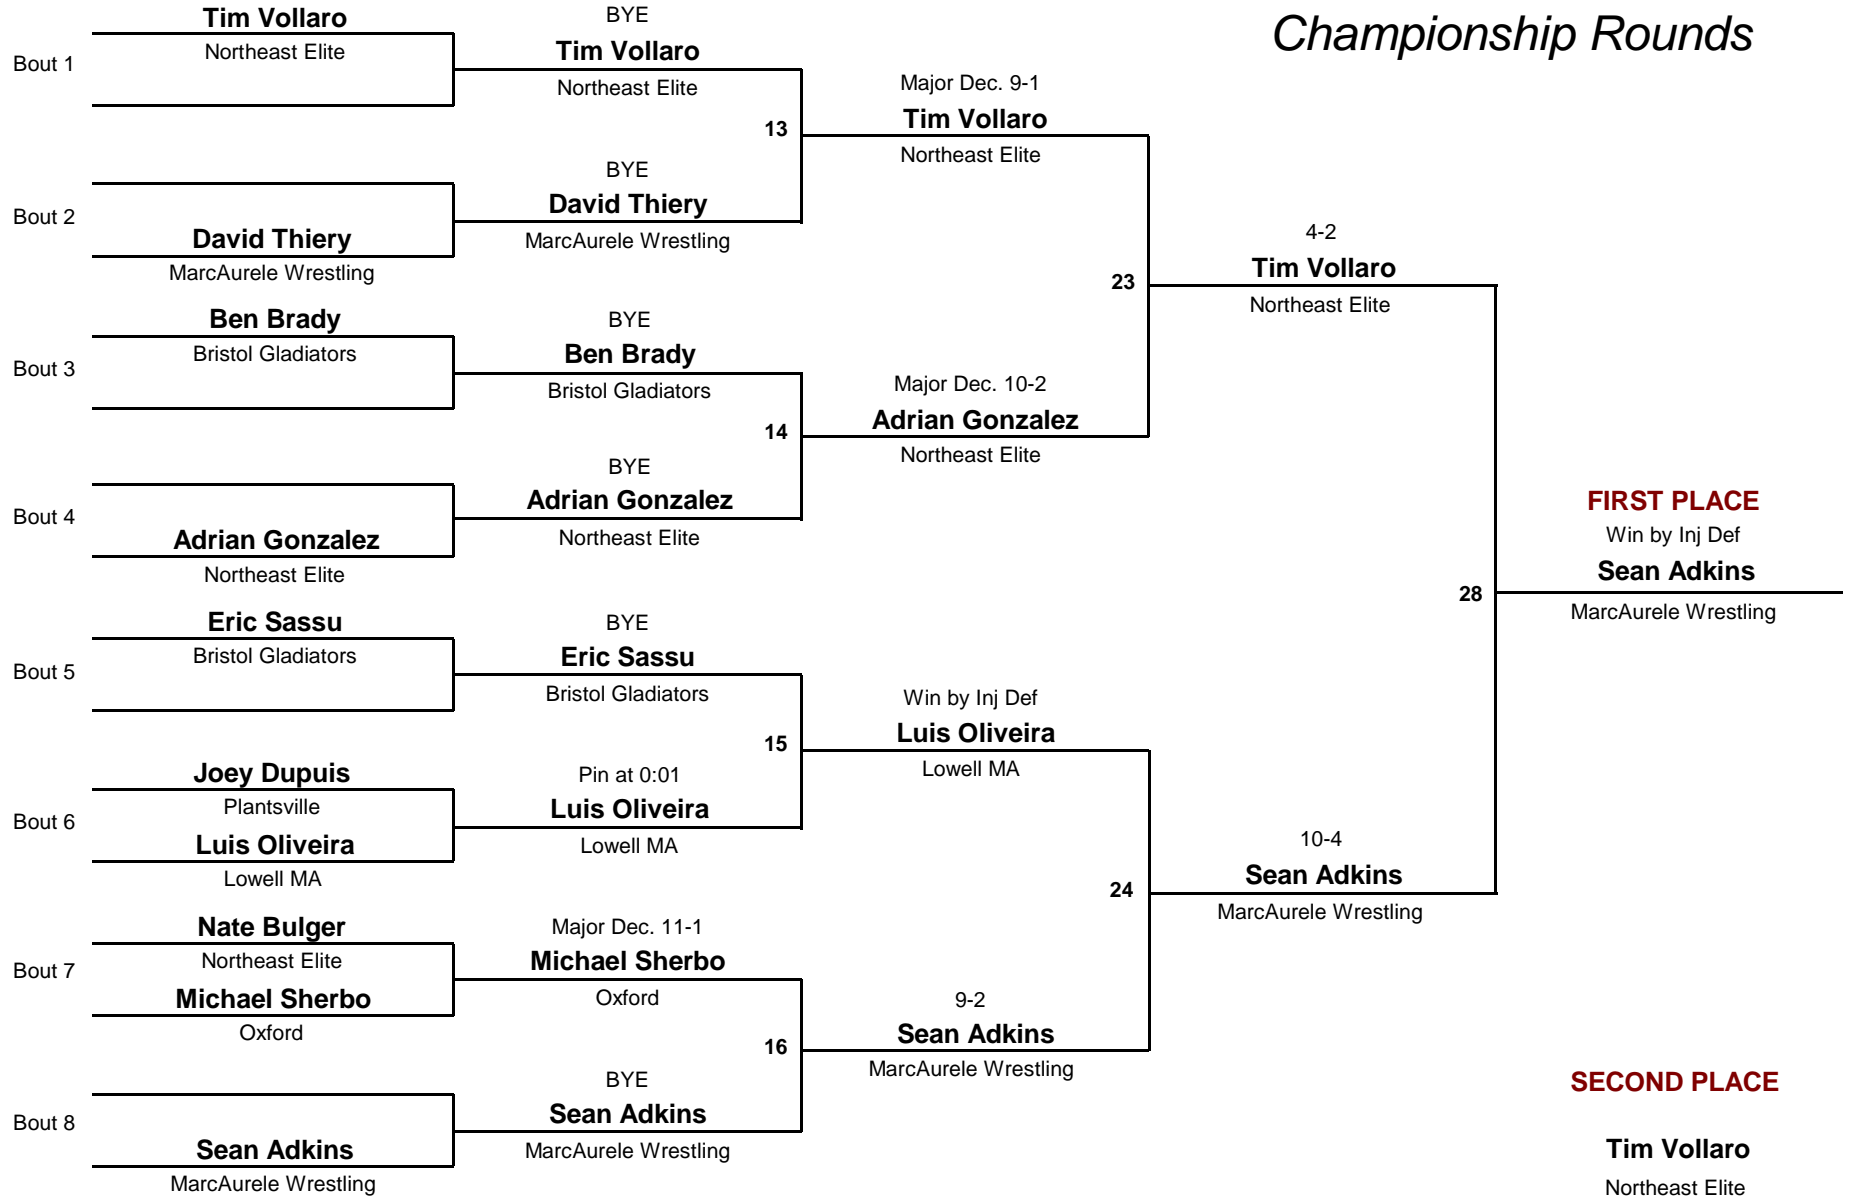 Championship Rounds
Bout 1
Tim Vollaro
Northeast Elite
Bout 2
David Thiery
MarcAurele Wrestling
Bout 3
Ben Brady
Bristol Gladiators
Bout 4
Adrian Gonzalez
Northeast Elite
Bout 5
Eric Sassu
Bristol Gladiators
Bout 6
Joey Dupuis
Plantsville
Luis Oliveira
Lowell MA
Bout 7
Nate Bulger
Northeast Elite
Michael Sherbo
Oxford
Bout 8
Sean Adkins
MarcAurele Wrestling
BYE
Tim Vollaro
Northeast Elite
13
BYE
David Thiery
MarcAurele Wrestling
BYE
Ben Brady
Bristol Gladiators
14
BYE
Adrian Gonzalez
Northeast Elite
BYE
Eric Sassu
Bristol Gladiators
15
Pin at 0:01
Luis Oliveira
Lowell MA
Major Dec. 11-1
Michael Sherbo
Oxford
16
BYE
Sean Adkins
MarcAurele Wrestling
Major Dec. 9-1
Tim Vollaro
Northeast Elite
23
Major Dec. 10-2
Adrian Gonzalez
Northeast Elite
Win by Inj Def
Luis Oliveira
Lowell MA
24
9-2
Sean Adkins
MarcAurele Wrestling
4-2
Tim Vollaro
Northeast Elite
28
10-4
Sean Adkins
MarcAurele Wrestling
FIRST PLACE
Win by Inj Def
Sean Adkins
MarcAurele Wrestling
SECOND PLACE
Tim Vollaro
Northeast Elite